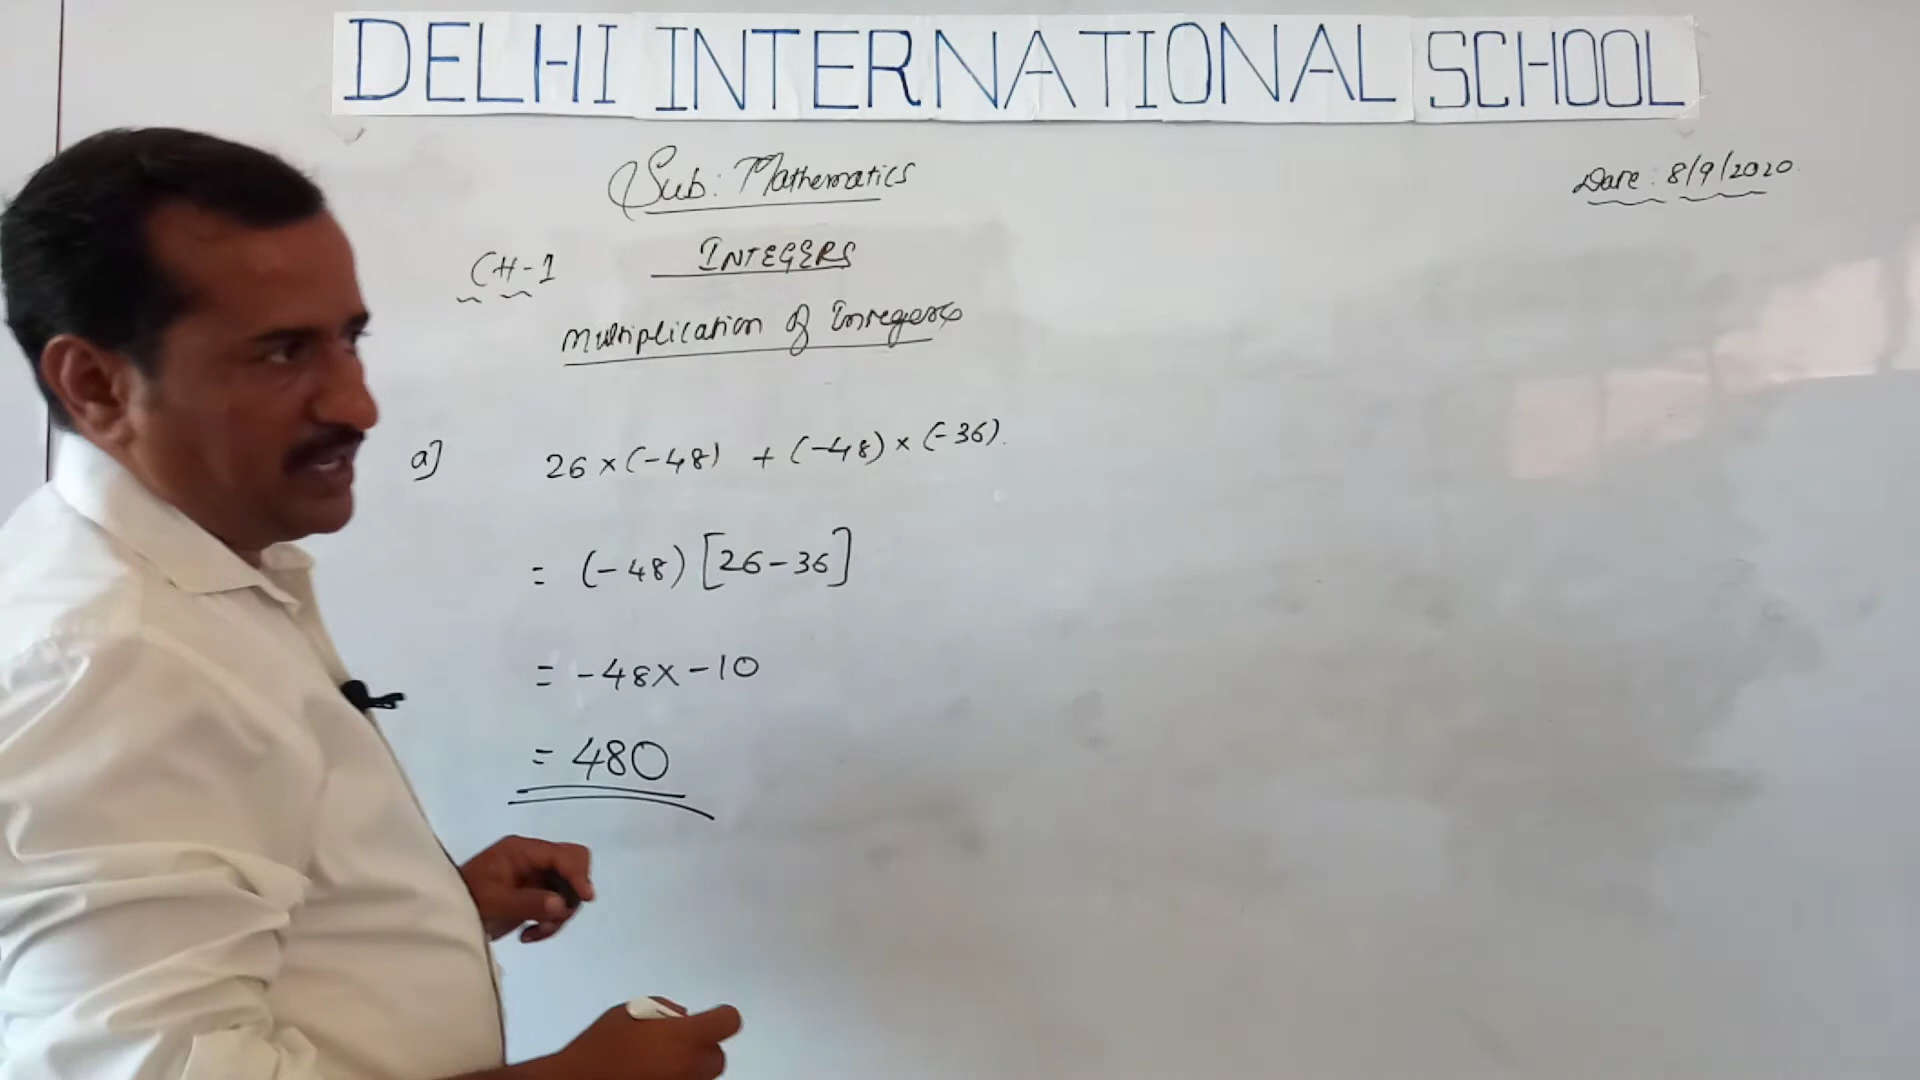 DELHI INTERNATIONAL SCHOOL
Sub: Mathematics
Date: 8/9/2020
CH-1 INTEGERS
Multiplication of Integers
a] 26 × (-48) + (-48) × (-36).
= (-48) [26-36]
= -48x -10
= 480